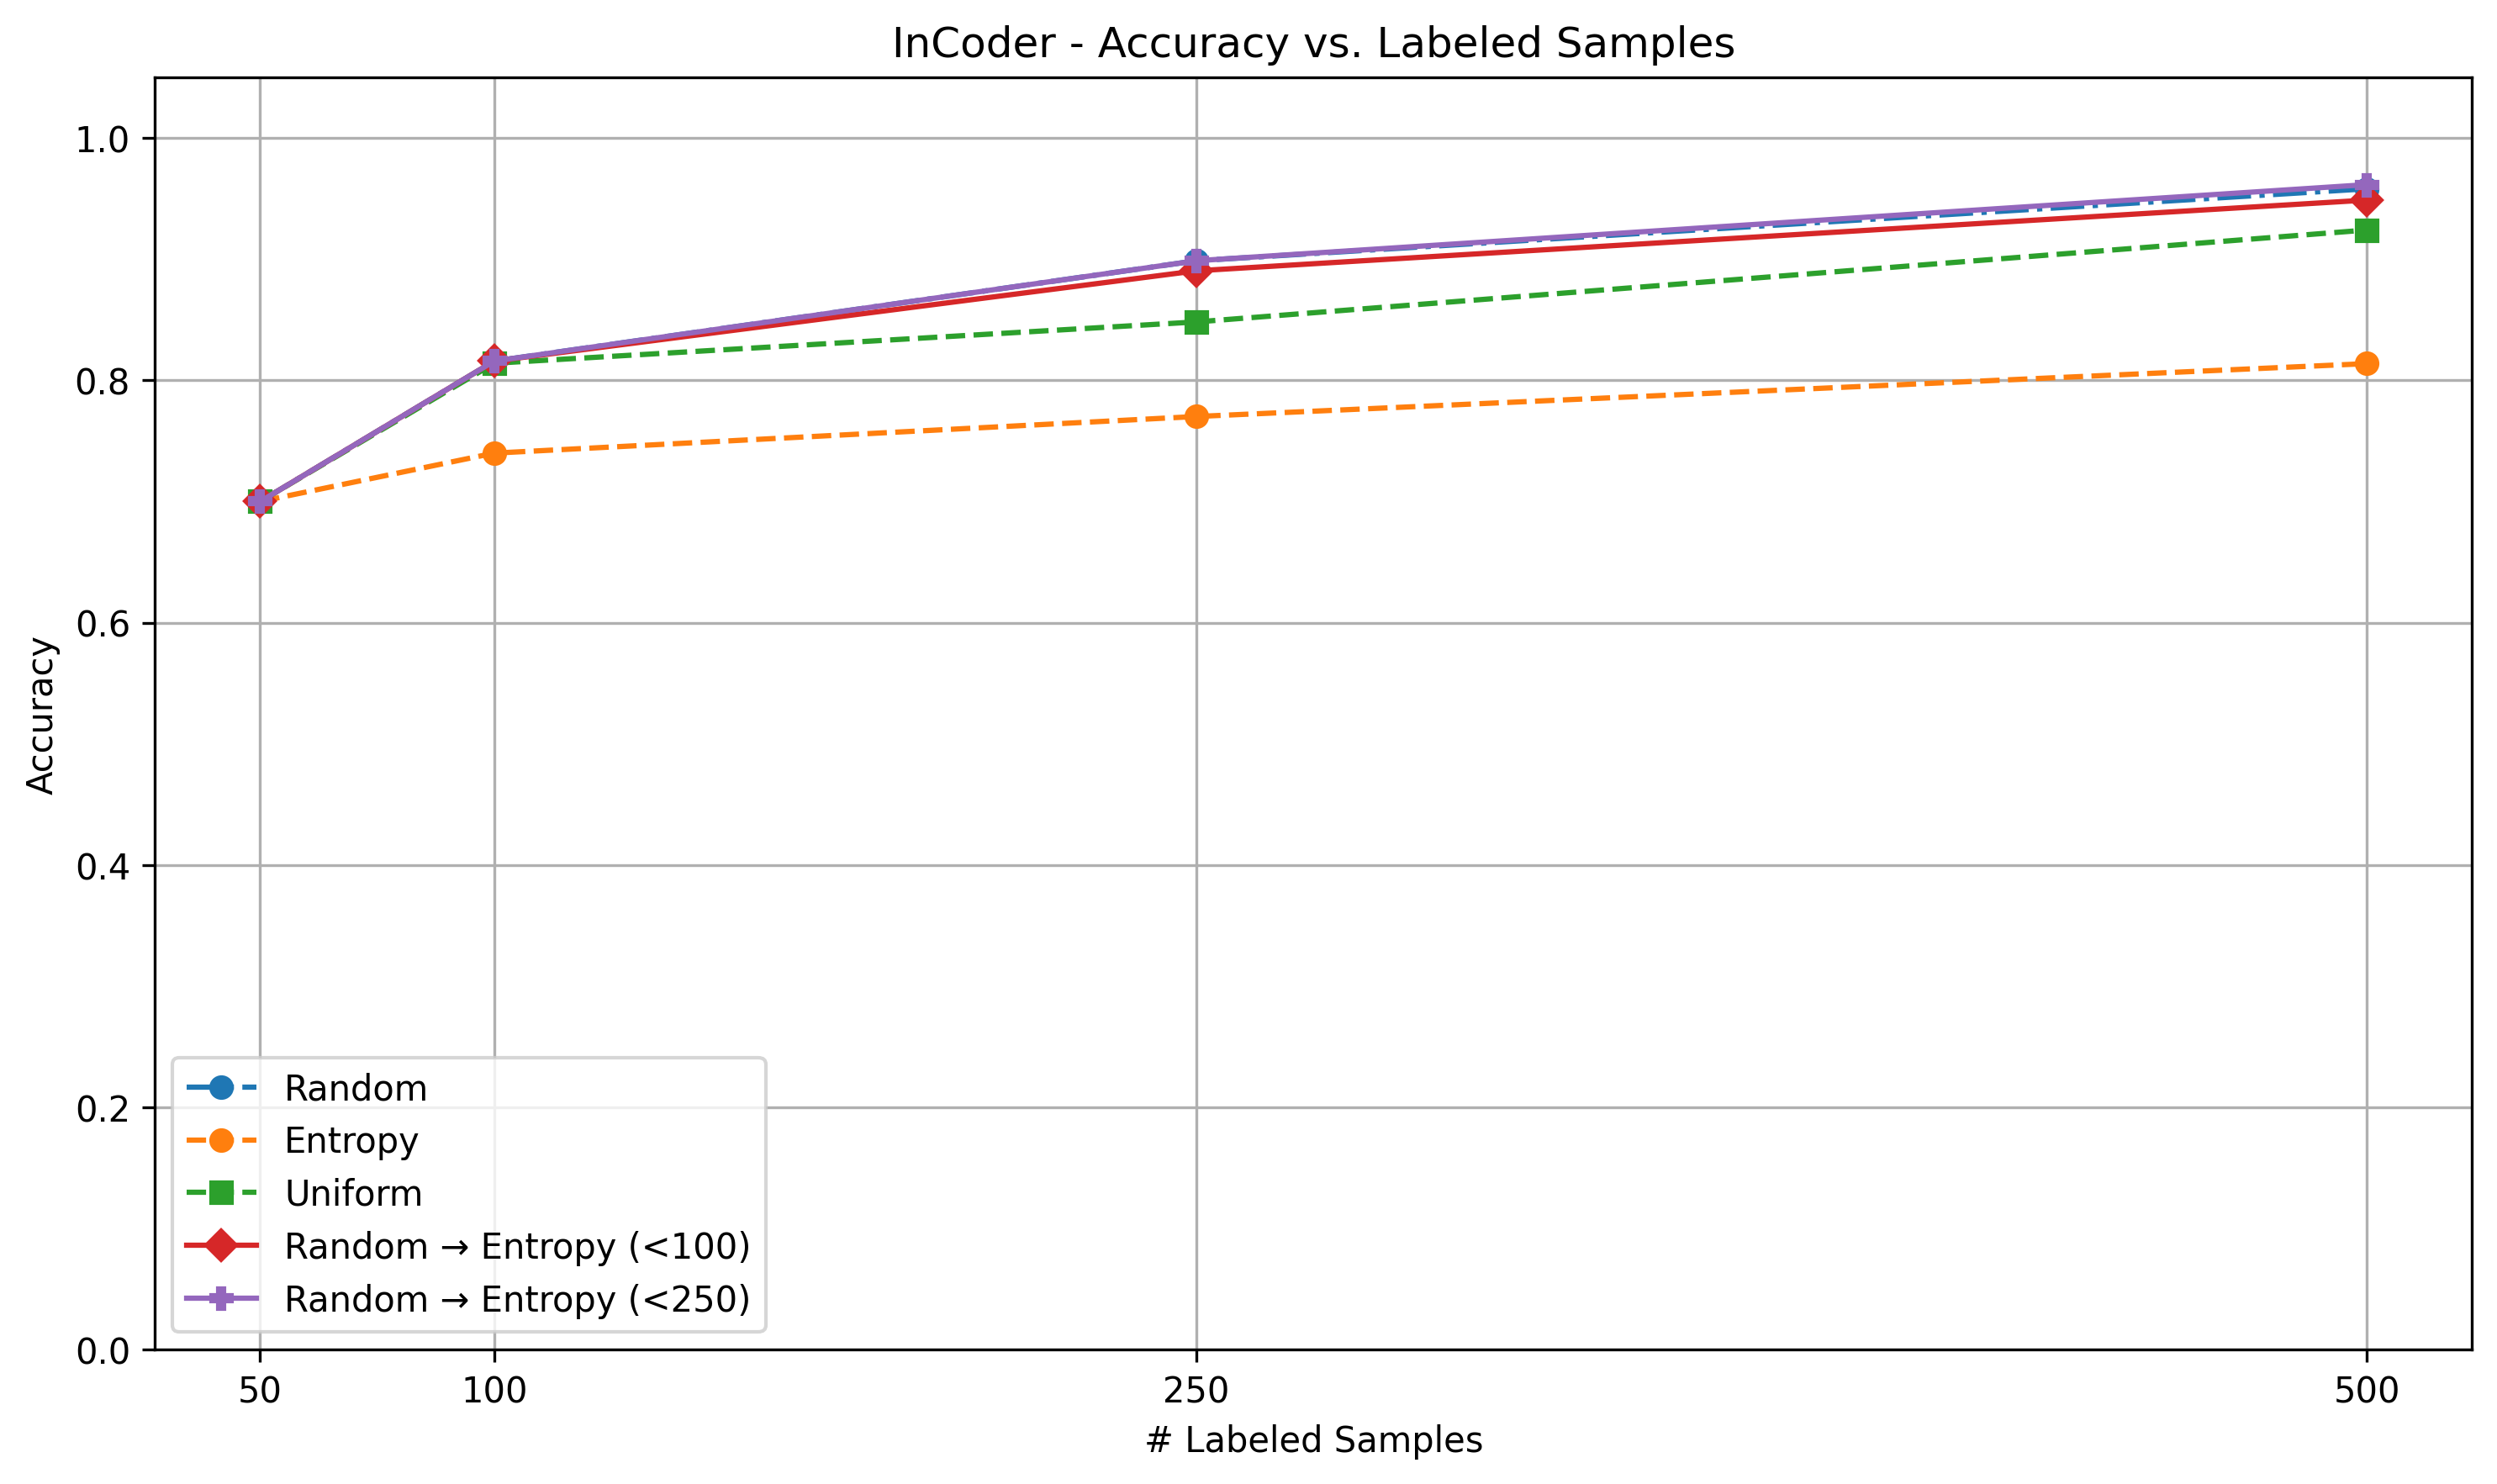 InCoder - Accuracy vs. Labeled Samples
1.0
0.8
0.6
0.4
0.2
0.0
Accuracy
Random
Entropy
Uniform
Random → Entropy (<100)
Random → Entropy (<250)
50 100 250 500
# Labeled Samples